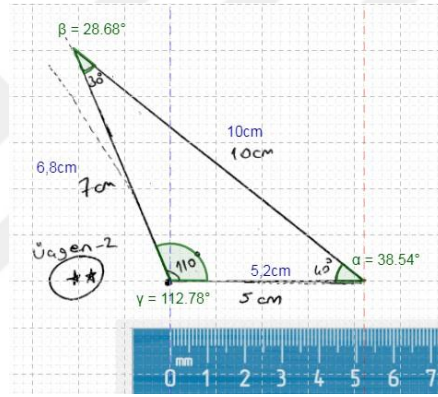 β = 28.68°
30°
10cm
10cm
6,8cm
7cm
üagen-2
110°
5,2cm
40°
α = 38.54°
γ = 112.78°
5 cm
mm
0 1 2 3 4 5 6 7